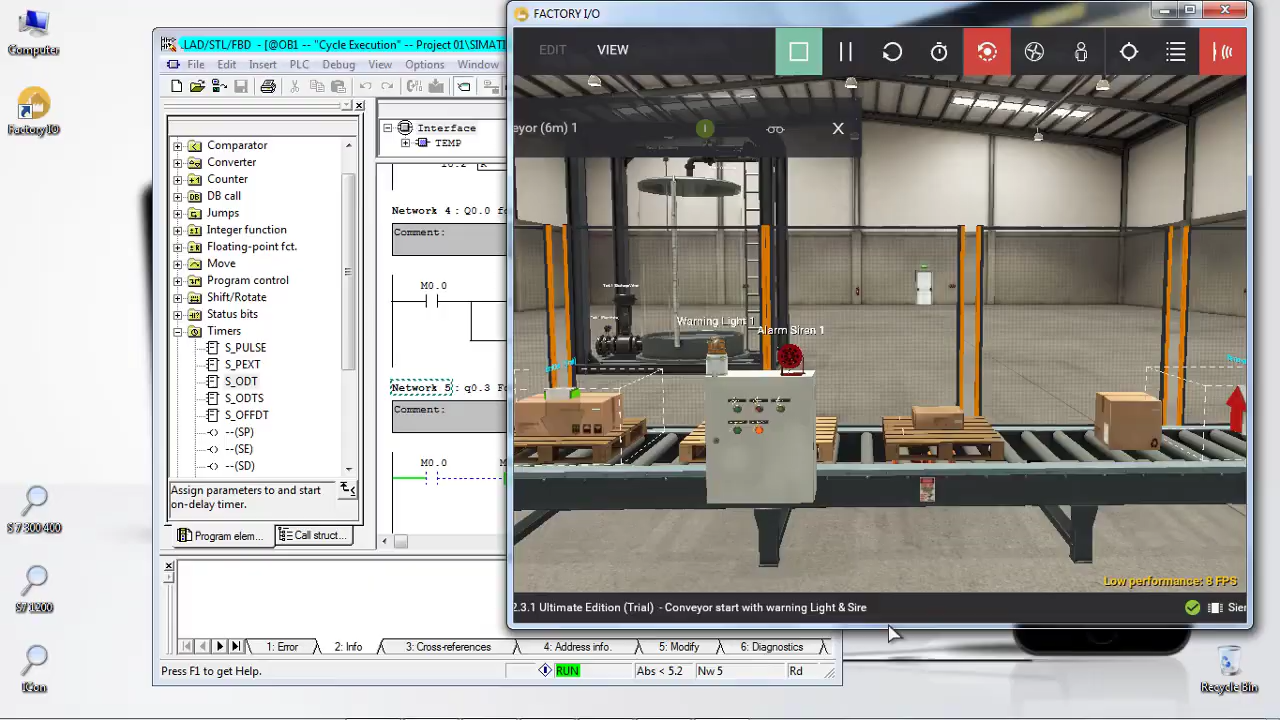 Computer
Factory IO
S7 300 400
S7 1200
ICon
Recycle Bin
LAD/STL/FBD - [@OB1 -- "Cycle Execution" -- Project 01\SIMATI
File Edit Insert PLC Debug View Options Window
Comparator
Converter
Counter
DB call
Jumps
Integer function
Floating-point fct.
Move
Program control
Shift/Rotate
Status bits
Timers
S_PULSE
S_PEXT
S_ODT
S_ODTS
S_OFFDT
--(SP)
--(SE)
--(SD)
Assign parameters to and start
on-delay timer.
Program elem...
Call struct...
Interface
TEMP
Network 4 : Q0.0 fo
Comment:
M0.0
Network 5 : q0.3 Fo
Comment:
M0.0
1: Error
2: Info
3: Cross-references
4: Address info.
5: Modify
6: Diagnostics
Press F1 to get Help.
RUN
Abs < 5.2
Nw 5
Rd
FACTORY I/O
EDIT
VIEW
eyor (6m) 1
Warning Light 1
Alarm Siren 1
Low performance: 8 FPS
2.3.1 Ultimate Edition (Trial) - Conveyor start with warning Light & Sire
Sier